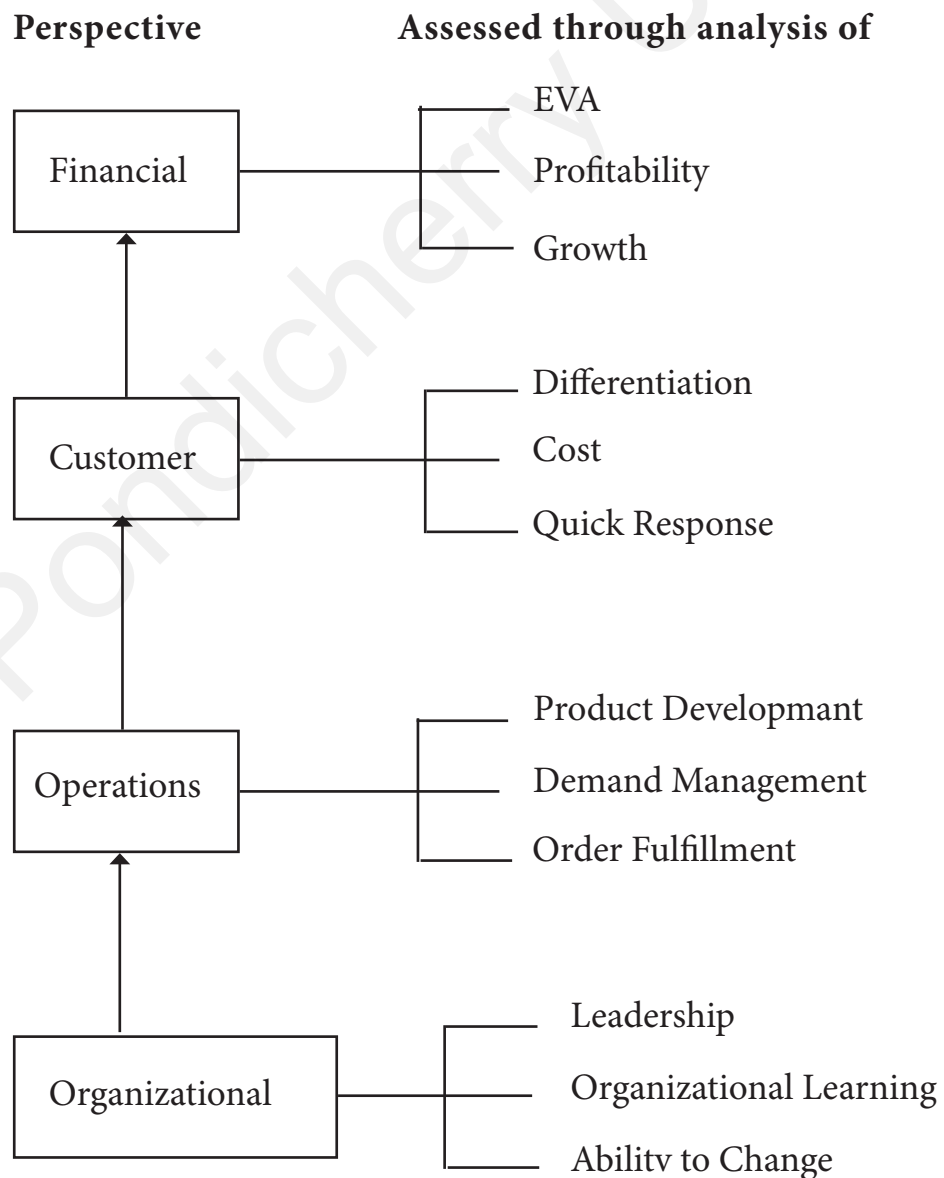 Perspective Assessed through analysis of
EVA
Financial
Profitability
Growth
Differentiation
Customer
Cost
Quick Response
Product Developmant
Operations
Demand Management
Order Fulfillment
Leadership
Organizational
Organizational Learning
Ability to Change
Pondicherry U